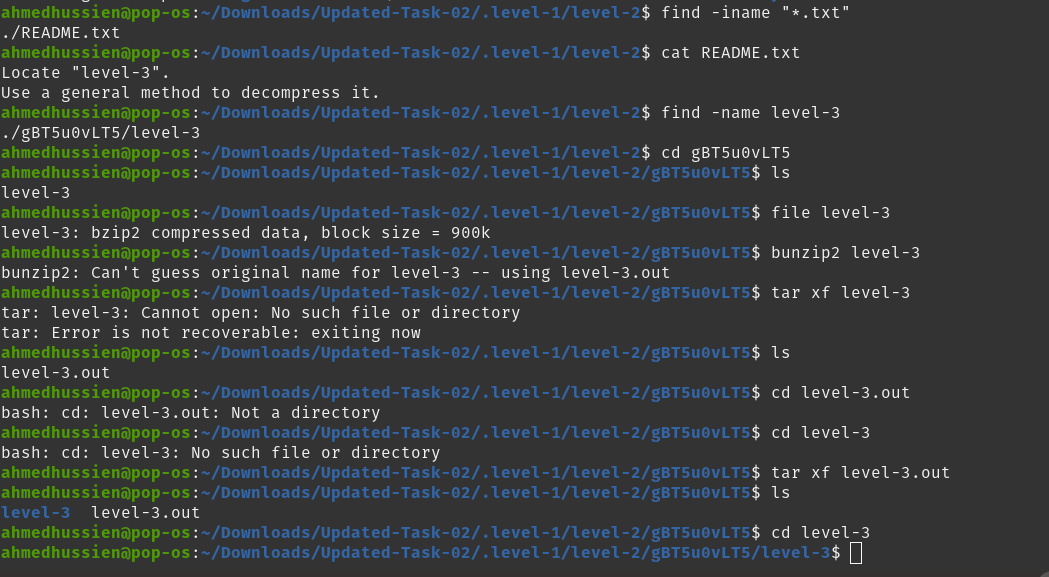 ahmedhussien@pop-os:~/Downloads/Updated-Task-02/.level-1/level-2$ find -iname "*.txt"
./README.txt
ahmedhussien@pop-os:~/Downloads/Updated-Task-02/.level-1/level-2$ cat README.txt
Locate "level-3".
Use a general method to decompress it.
ahmedhussien@pop-os:~/Downloads/Updated-Task-02/.level-1/level-2$ find -name level-3
./gBT5u0vLT5/level-3
ahmedhussien@pop-os:~/Downloads/Updated-Task-02/.level-1/level-2$ cd gBT5u0vLT5
ahmedhussien@pop-os:~/Downloads/Updated-Task-02/.level-1/level-2/gBT5u0vLT5$ ls
level-3
ahmedhussien@pop-os:~/Downloads/Updated-Task-02/.level-1/level-2/gBT5u0vLT5$ file level-3
level-3: bzip2 compressed data, block size = 900k
ahmedhussien@pop-os:~/Downloads/Updated-Task-02/.level-1/level-2/gBT5u0vLT5$ bunzip2 level-3
bunzip2: Can't guess original name for level-3 -- using level-3.out
ahmedhussien@pop-os:~/Downloads/Updated-Task-02/.level-1/level-2/gBT5u0vLT5$ tar xf level-3
tar: level-3: Cannot open: No such file or directory
tar: Error is not recoverable: exiting now
ahmedhussien@pop-os:~/Downloads/Updated-Task-02/.level-1/level-2/gBT5u0vLT5$ ls
level-3.out
ahmedhussien@pop-os:~/Downloads/Updated-Task-02/.level-1/level-2/gBT5u0vLT5$ cd level-3.out
bash: cd: level-3.out: Not a directory
ahmedhussien@pop-os:~/Downloads/Updated-Task-02/.level-1/level-2/gBT5u0vLT5$ cd level-3
bash: cd: level-3: No such file or directory
ahmedhussien@pop-os:~/Downloads/Updated-Task-02/.level-1/level-2/gBT5u0vLT5$ tar xf level-3.out
ahmedhussien@pop-os:~/Downloads/Updated-Task-02/.level-1/level-2/gBT5u0vLT5$ ls
level-3  level-3.out
ahmedhussien@pop-os:~/Downloads/Updated-Task-02/.level-1/level-2/gBT5u0vLT5$ cd level-3
ahmedhussien@pop-os:~/Downloads/Updated-Task-02/.level-1/level-2/gBT5u0vLT5/level-3$